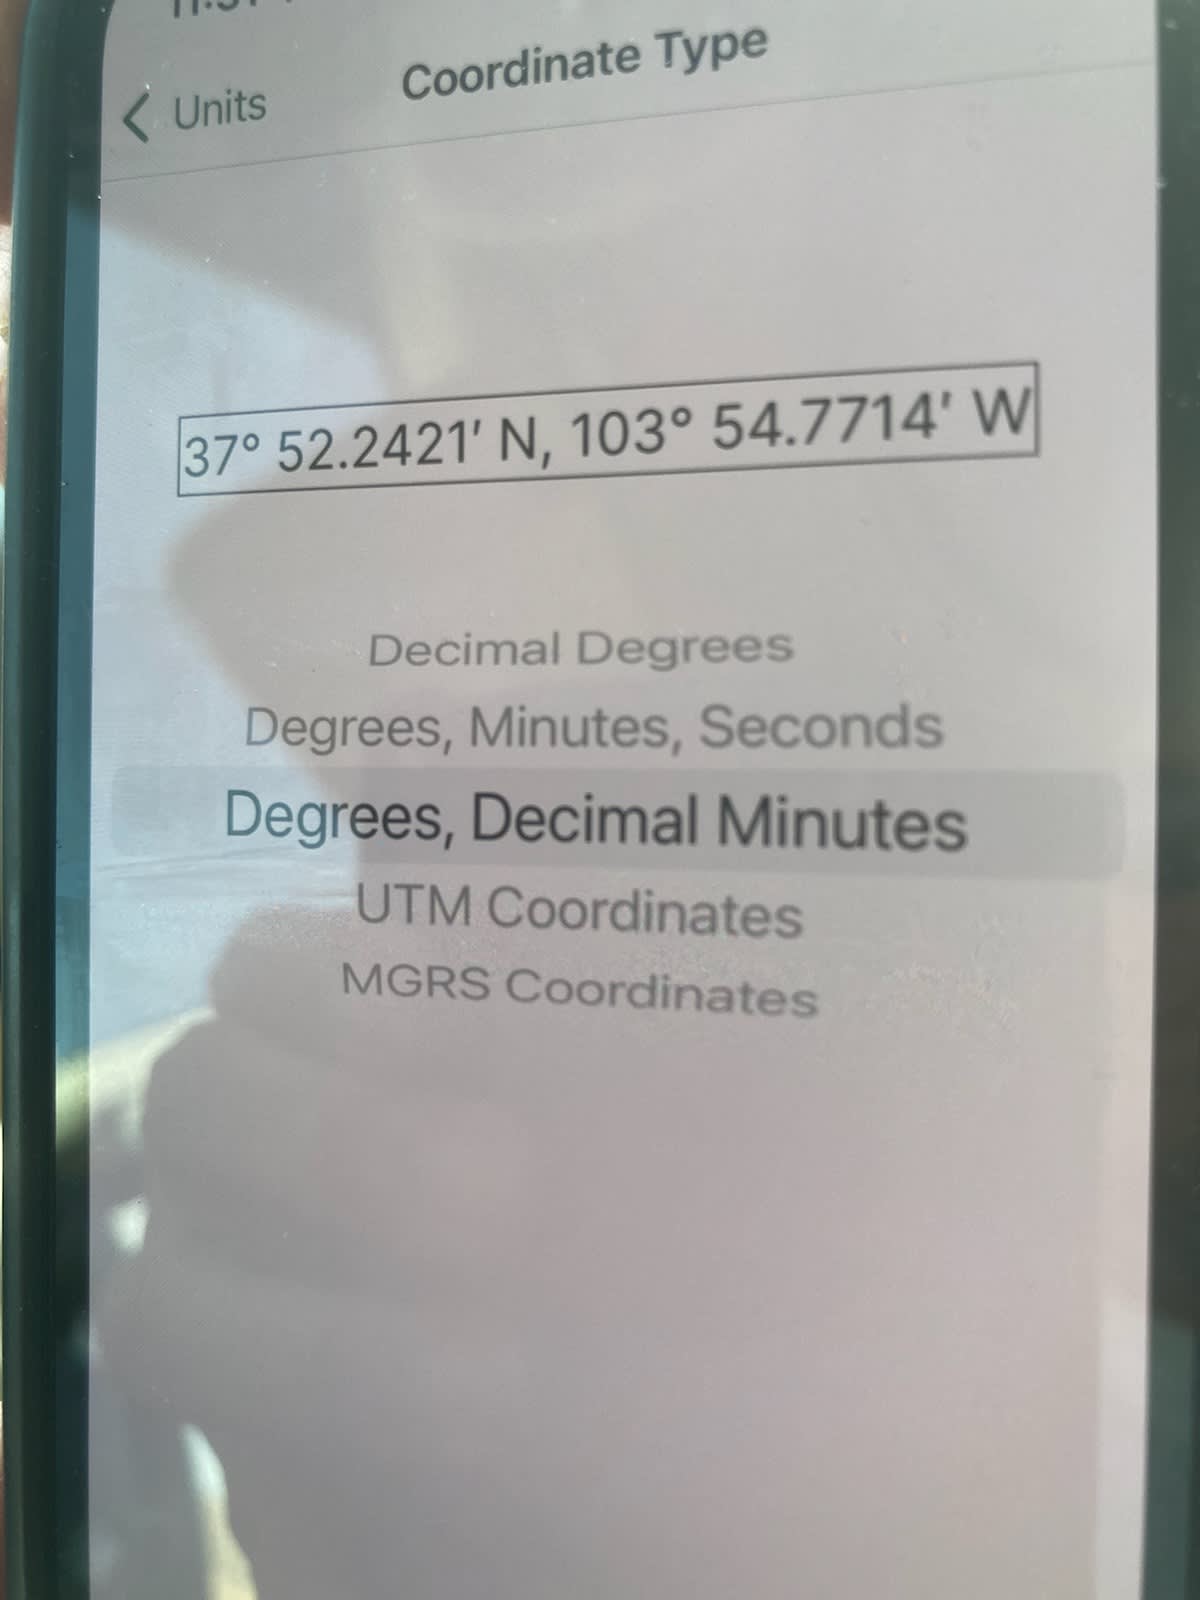 Coordinate Type
Units
37° 52.2421′ N, 103° 54.7714′ W
Decimal Degrees
Degrees, Minutes, Seconds
Degrees, Decimal Minutes
UTM Coordinates
MGRS Coordinates